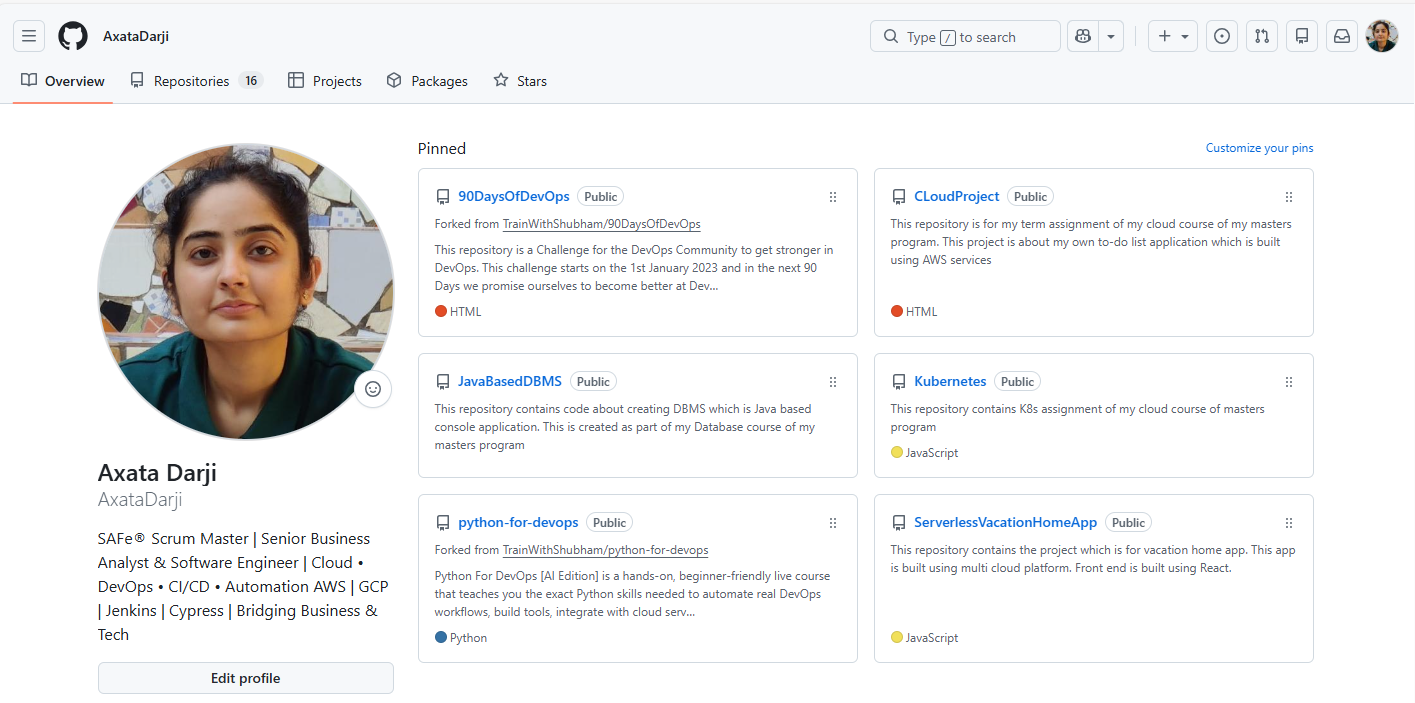 AxataDarji
Type / to search
Overview
Repositories 16
Projects
Packages
Stars
Axata Darji
AxataDarji
SAFe® Scrum Master | Senior Business
Analyst & Software Engineer | Cloud •
DevOps • CI/CD • Automation AWS | GCP
| Jenkins | Cypress | Bridging Business &
Tech
Edit profile
Pinned
Customize your pins
90DaysOfDevOps Public
Forked from TrainWithShubham/90DaysOfDevOps
This repository is a Challenge for the DevOps Community to get stronger in
DevOps. This challenge starts on the 1st January 2023 and in the next 90
Days we promise ourselves to become better at Dev...
HTML
CLoudProject Public
This repository is for my term assignment of my cloud course of my masters
program. This project is about my own to-do list application which is built
using AWS services
HTML
JavaBasedDBMS Public
This repository contains code about creating DBMS which is Java based
console application. This is created as part of my Database course of my
masters program
Kubernetes Public
This repository contains K8s assignment of my cloud course of masters
program
JavaScript
python-for-devops Public
Forked from TrainWithShubham/python-for-devops
Python For DevOps [AI Edition] is a hands-on, beginner-friendly live course
that teaches you the exact Python skills needed to automate real DevOps
workflows, build tools, integrate with cloud serv...
Python
ServerlessVacationHomeApp Public
This repository contains the project which is for vacation home app. This app
is built using multi cloud platform. Front end is built using React.
JavaScript